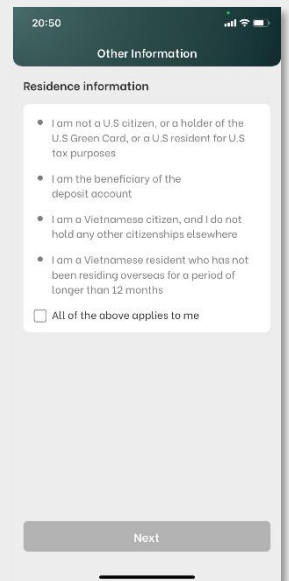 20:50
Other Information
Residence information
I am not a U.S citizen, or a holder of the
U.S Green Card, or a U.S resident for U.S
tax purposes
I am the beneficiary of the
deposit account
I am a Vietnamese citizen, and I do not
hold any other citizenships elsewhere
I am a Vietnamese resident who has not
been residing overseas for a period of
longer than 12 months
All of the above applies to me
Next